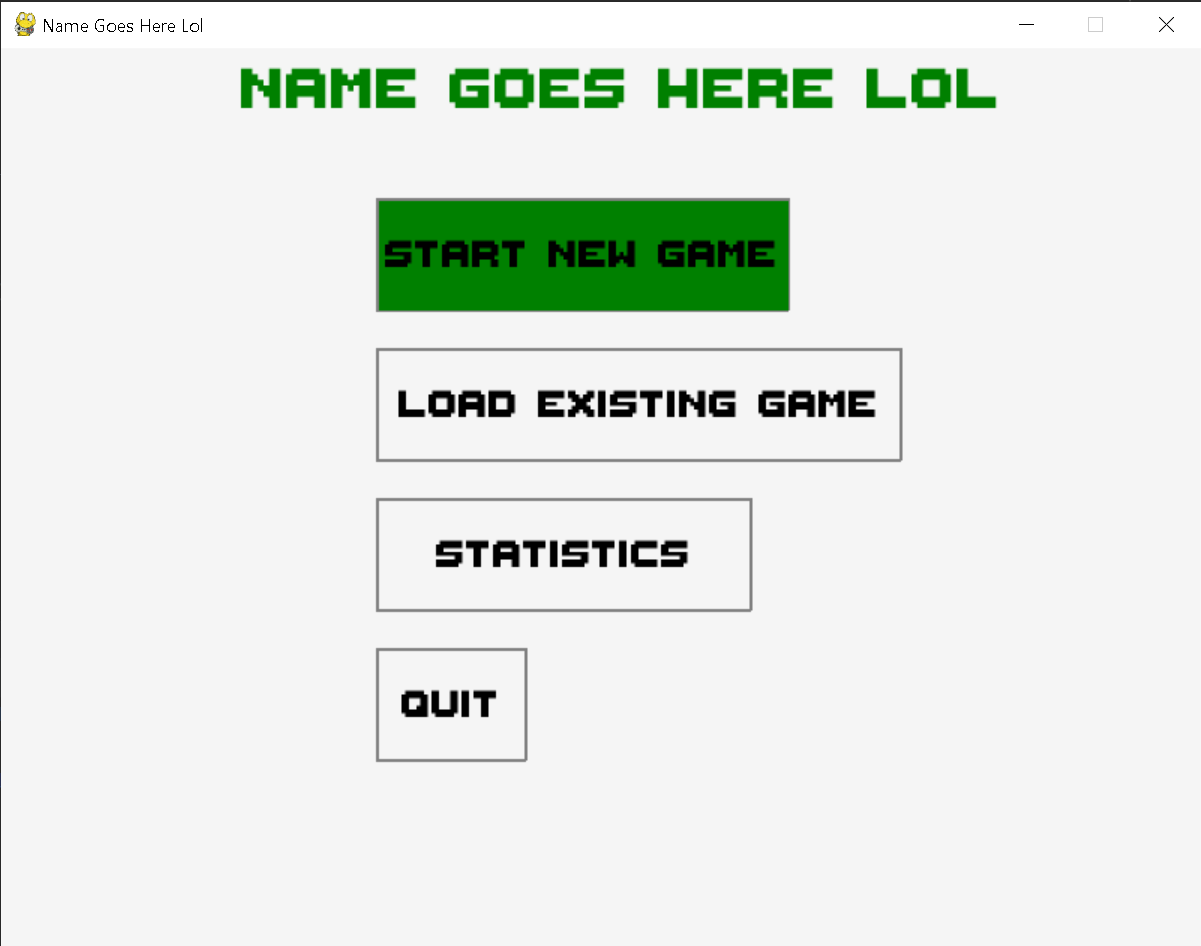 Name Goes Here Lol
NAME GOES HERE LOL
START NEW GAME
LOAD EXISTING GAME
STATISTICS
QUIT